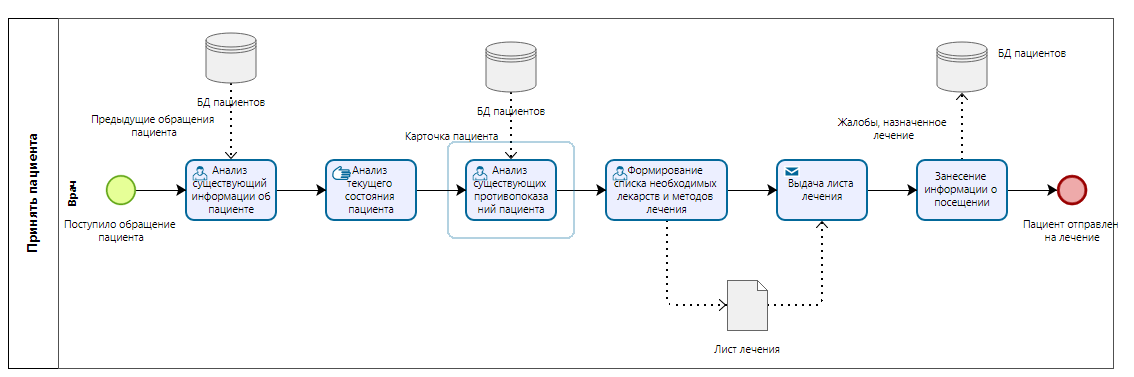 Принять пациента
Врач
Поступило обращение
пациента
БД пациентов
Предыдущие обращения
пациента
Анализ
существующий
информации об
пациенте
Анализ
текущего
состояния
пациента
БД пациентов
Карточка пациента
Анализ
существующих
противопоказа
ний пациента
Формирование
списка необходимых
лекарств и методов
лечения
Лист лечения
Выдача листа
лечения
БД пациентов
Жалобы, назначенное
лечение
Занесение
информации о
посещении
Пациент отправлен
на лечение